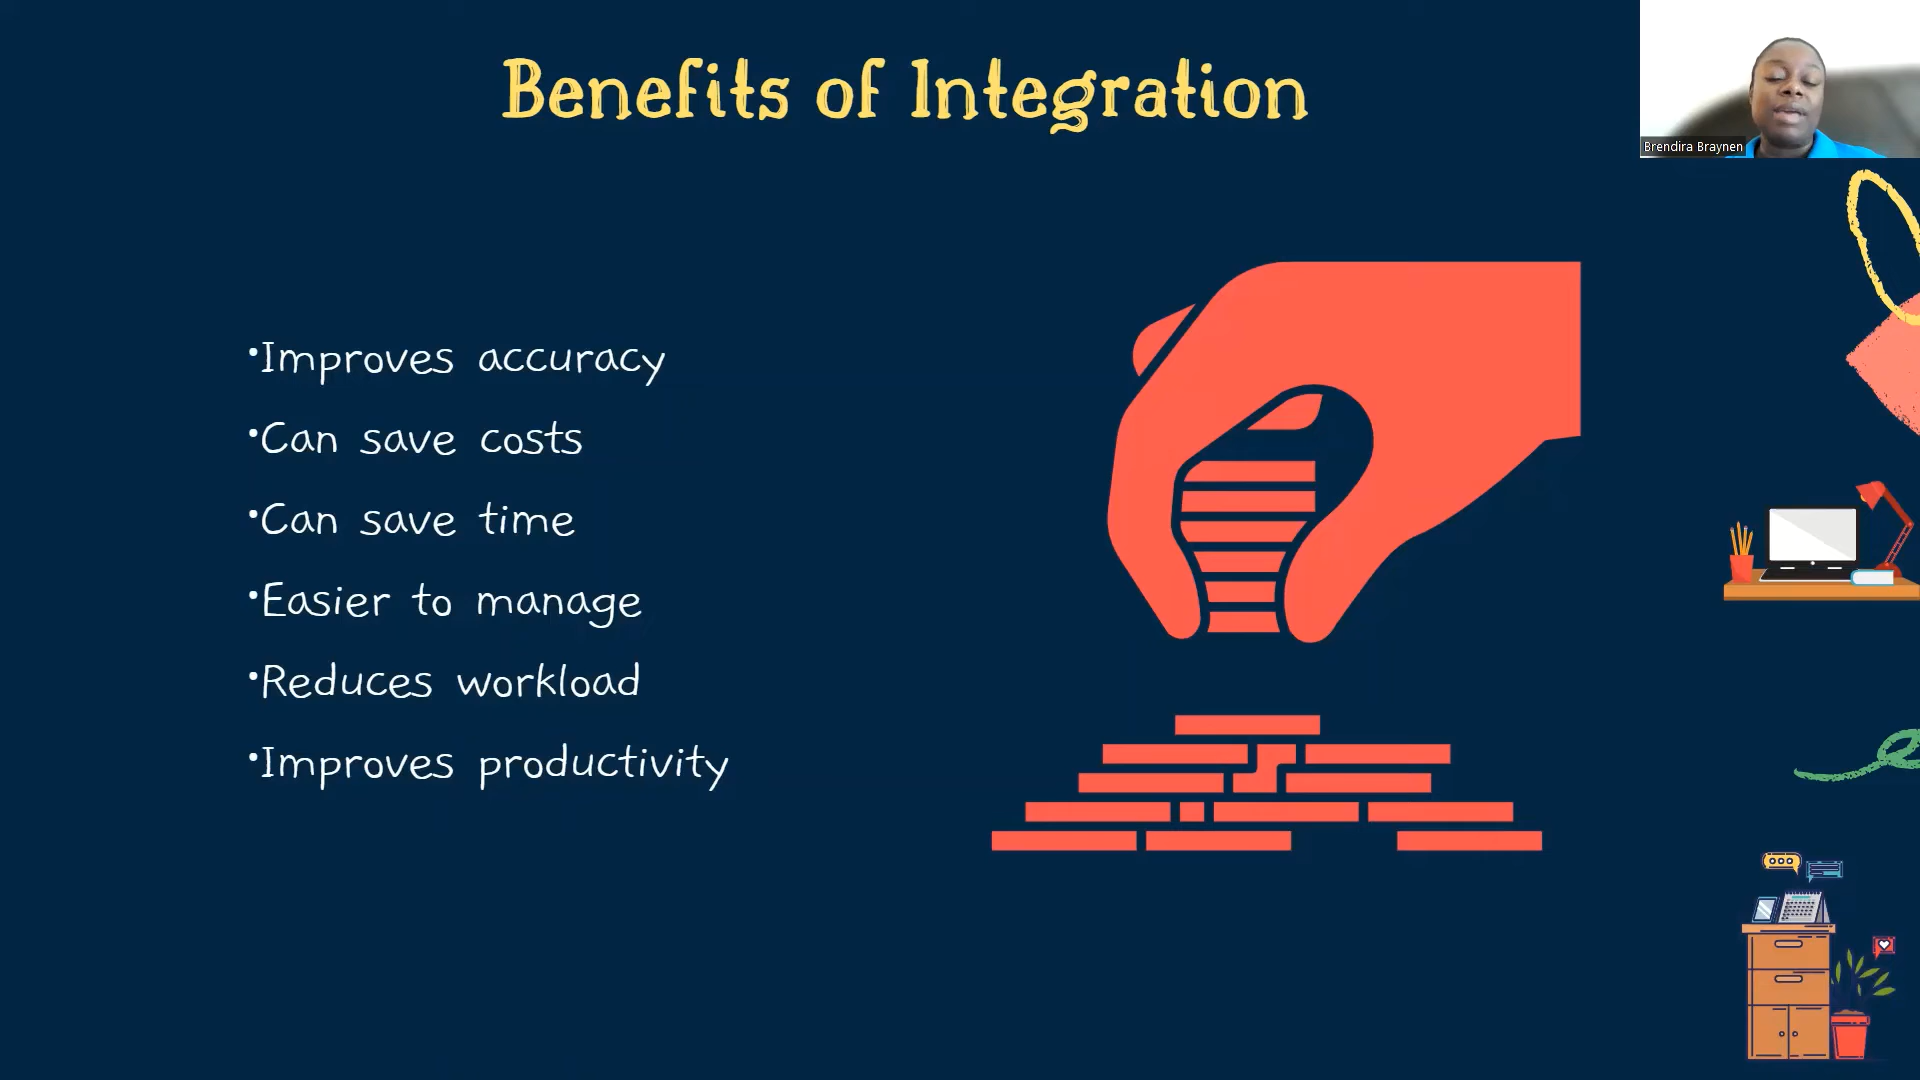 Benefits of Integration
Brendira Braynen
•Improves accuracy
•Can save costs
•Can save time
•Easier to manage
•Reduces workload
•Improves productivity